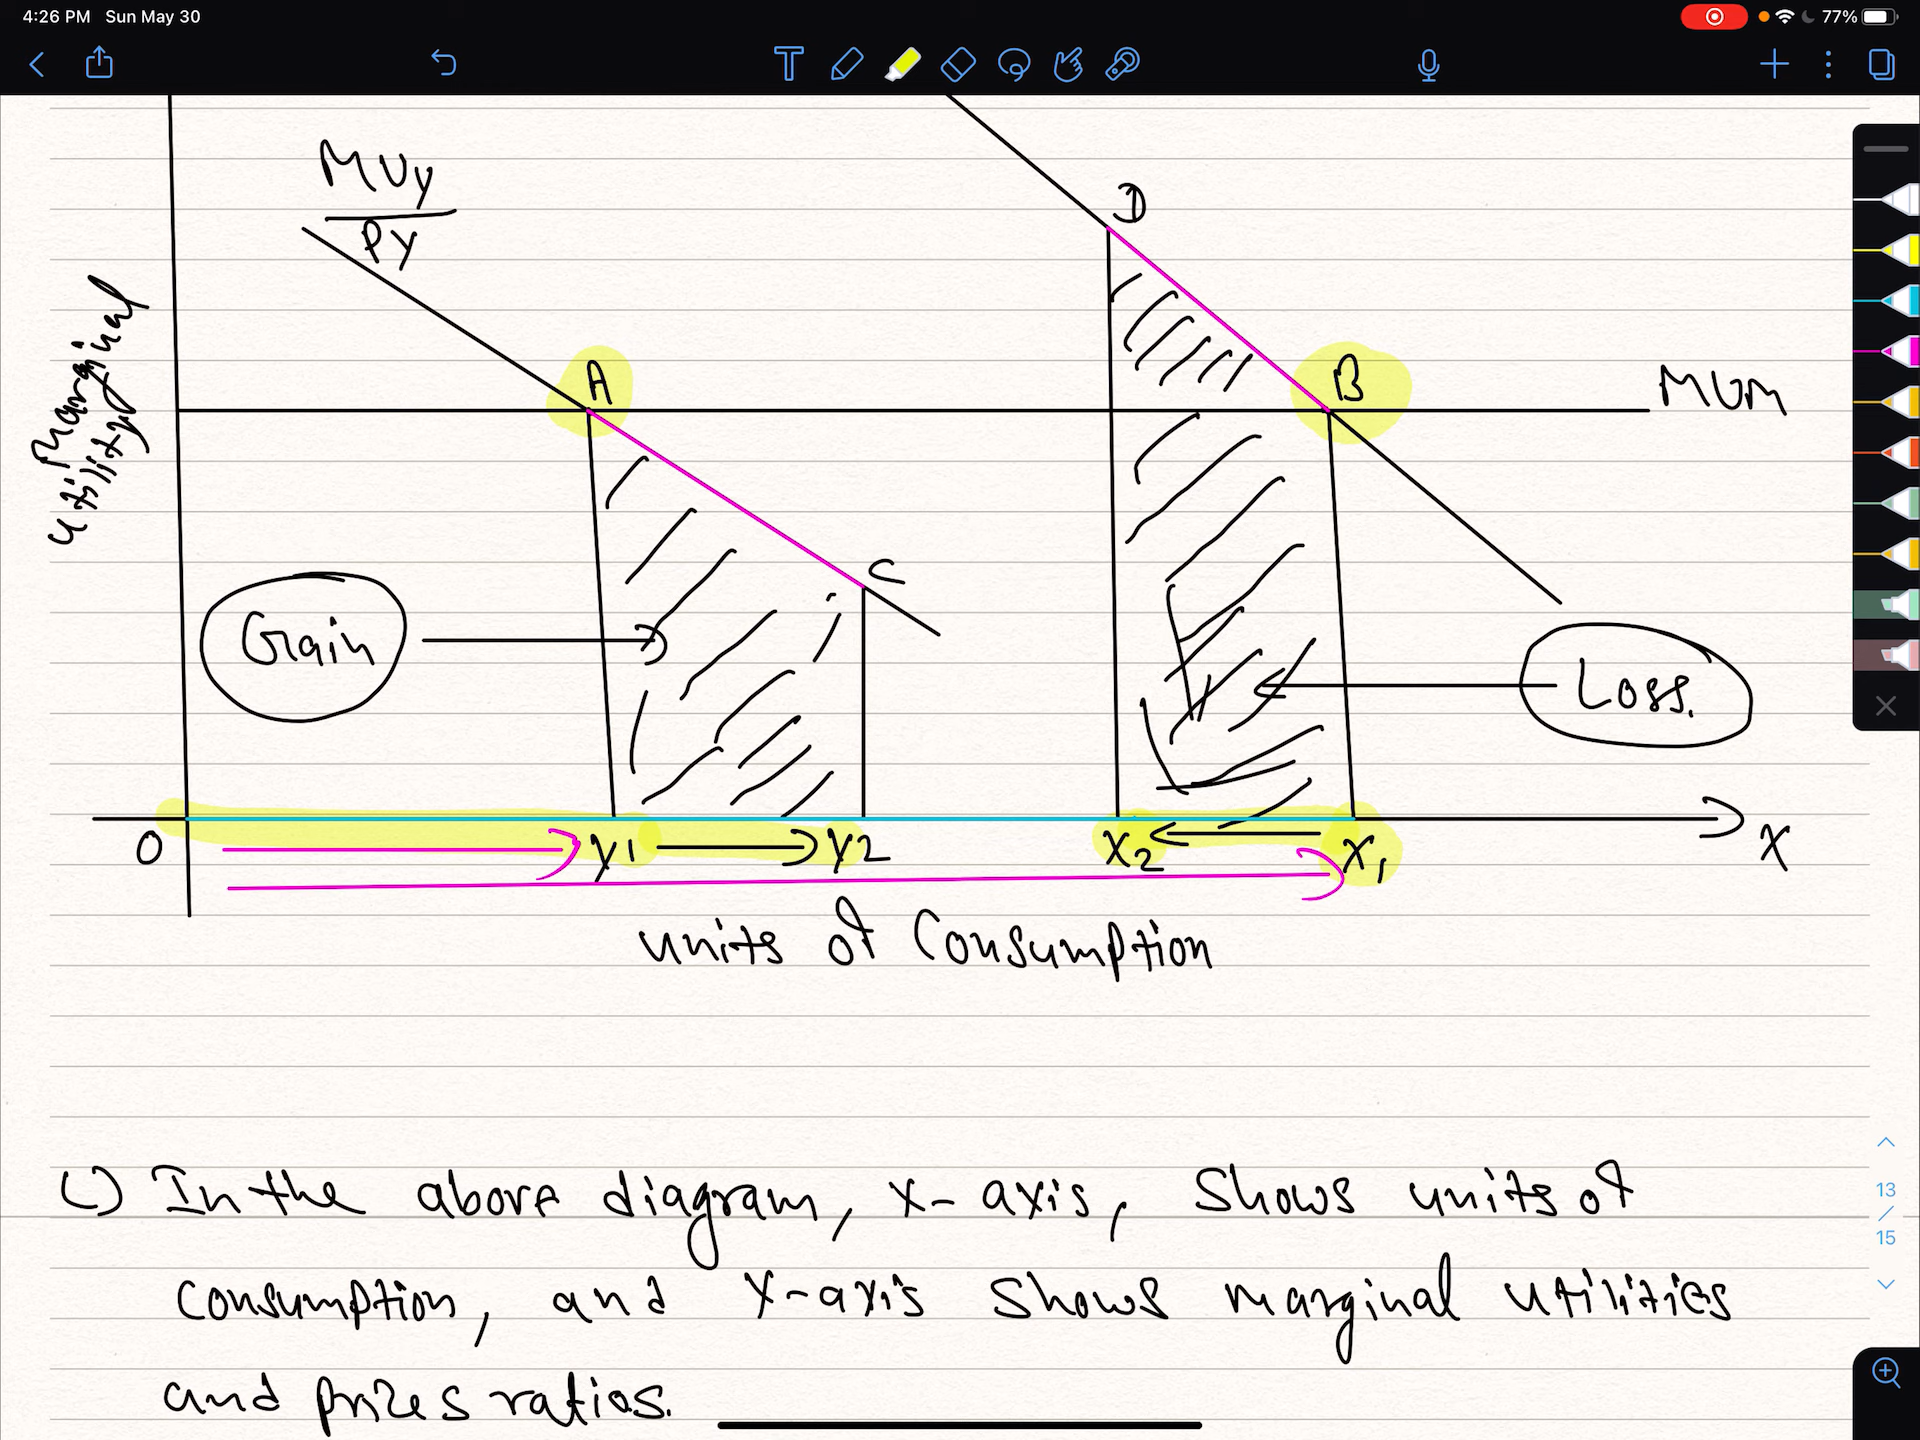 4:26 PM Sun May 30
77%
MUy
Py
D
Marginal
utility
A
B
MUM
C
Grain
Loss.
O
y1
y2
x2
x1
X
units of Consumption
In the above diagram, x-axis, shows units of
consumption, and Y-axis shows marginal utilities
and prizes ratios.
13
/
15